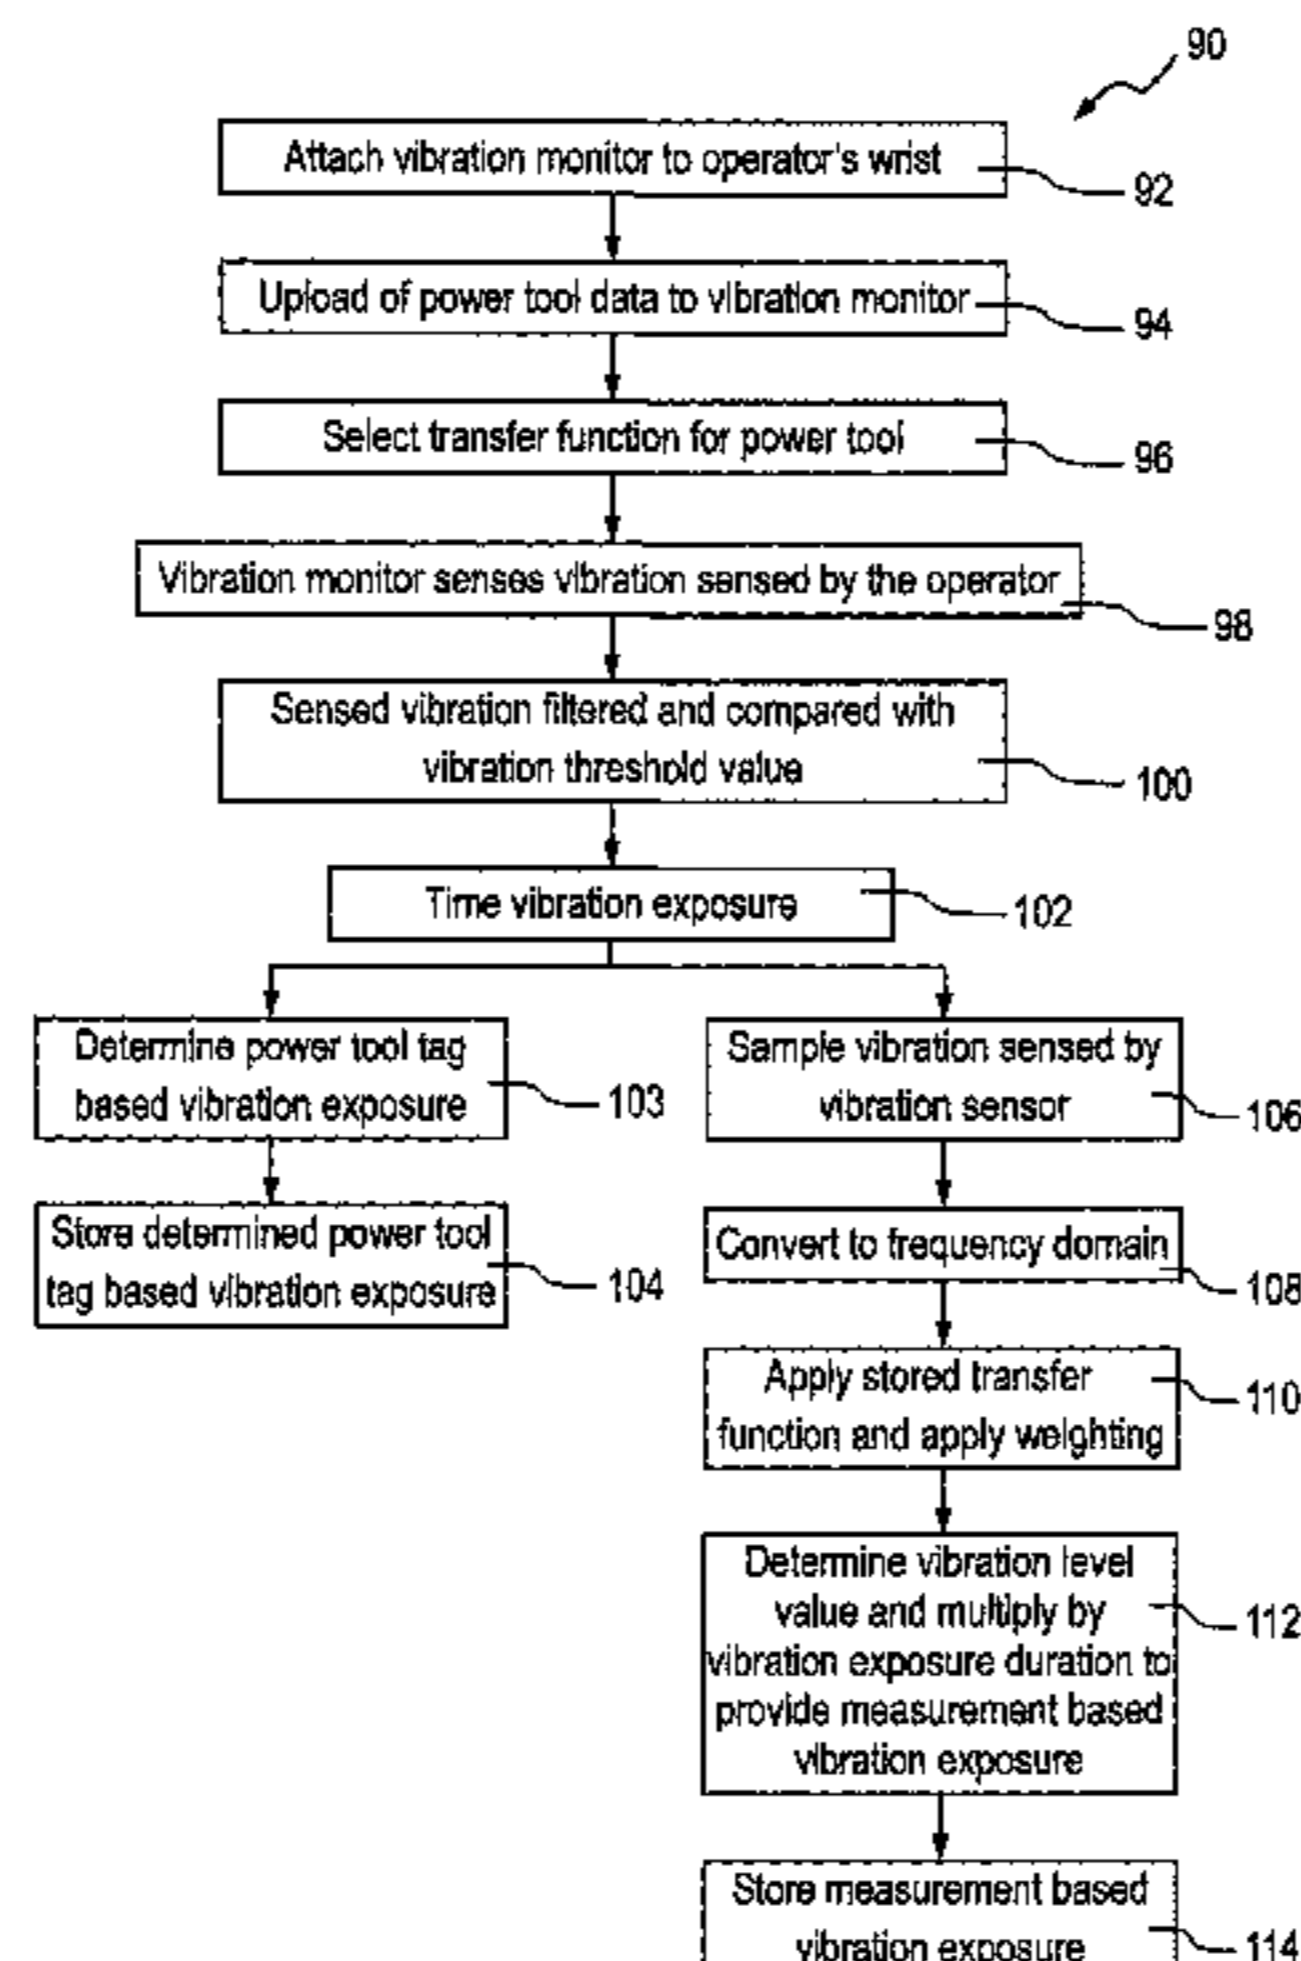 90
Attach vibration monitor to operator's wrist
92
Upload of power tool data to vibration monitor
94
Select transfer function for power tool
96
Vibration monitor senses vibration sensed by the operator
98
Sensed vibration filtered and compared with
vibration threshold value
100
Time vibration exposure
102
Determine power tool tag
based vibration exposure
103
Store determined power tool
tag based vibration exposure
104
Sample vibration sensed by
vibration sensor
106
Convert to frequency domain
108
Apply stored transfer
function and apply weighting
110
Determine vibration level
value and multiply by
vibration exposure duration to
provide measurement based
vibration exposure
112
Store measurement based
vibration exposure
114